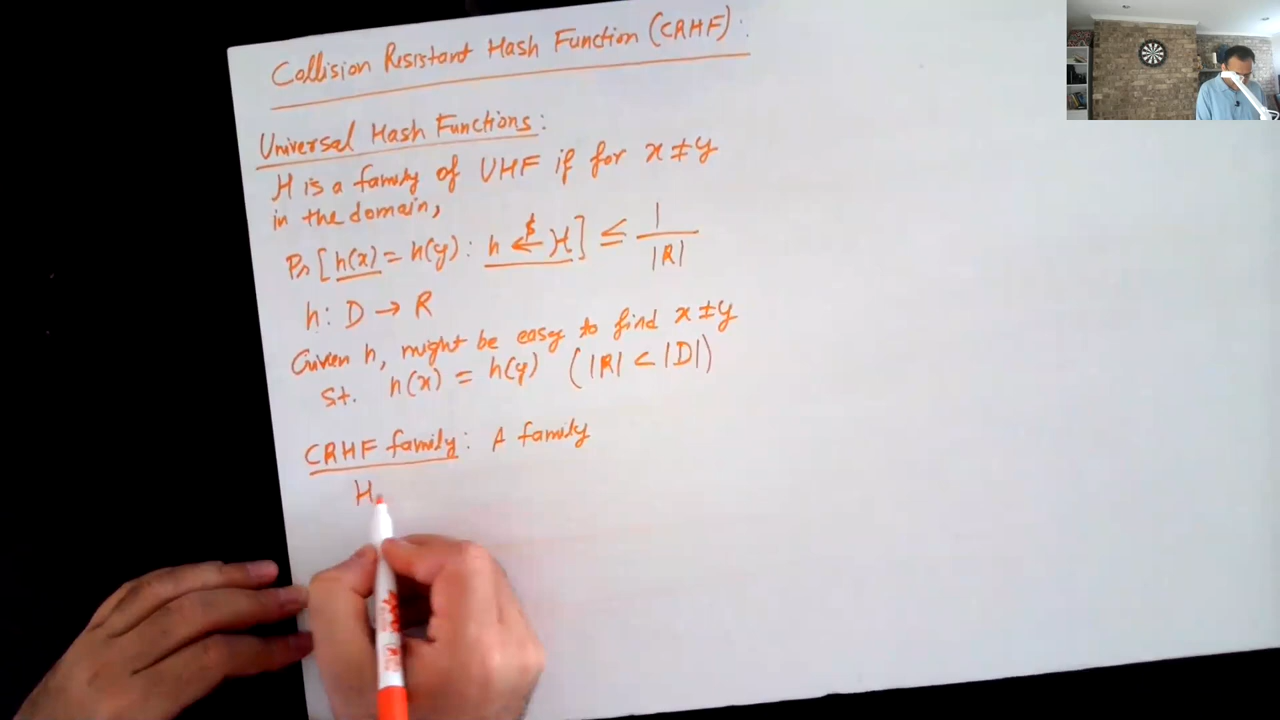 Collision Resistant Hash Function (CRHF):
Universal Hash Functions:
H is a family of UHF if for x ≠ y
in the domain,
Pr [h(x) = h(y): h ←$ H] ≤ 1/|R|
h: D → R
Given h, might be easy to find x ≠ y
s.t. h(x) = h(y) (|R| < |D|)
CRHF family: A family
H